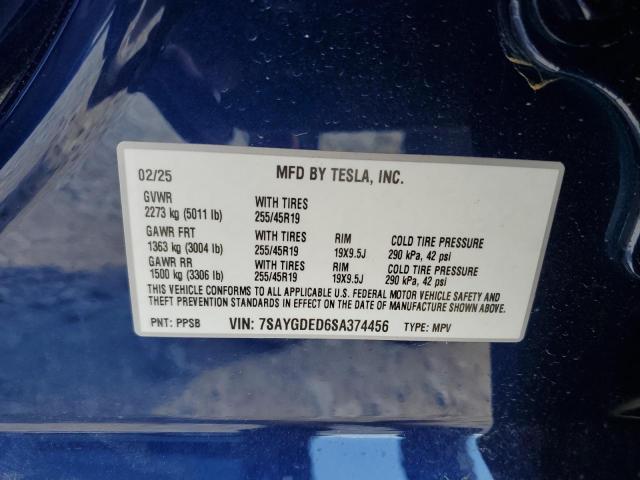 02/25 MFD BY TESLA, INC.
GVWR WITH TIRES
2273 kg (5011 lb) 255/45R19
GAWR FRT WITH TIRES RIM COLD TIRE PRESSURE
1363 kg (3004 lb) 255/45R19 19X9.5J 290 kPa, 42 psi
GAWR RR WITH TIRES RIM COLD TIRE PRESSURE
1500 kg (3306 lb) 255/45R19 19X9.5J 290 kPa, 42 psi
THIS VEHICLE CONFORMS TO ALL APPLICABLE U.S. FEDERAL MOTOR VEHICLE SAFETY AND
THEFT PREVENTION STANDARDS IN EFFECT ON THE DATE OF MANUFACTURE SHOWN ABOVE.
PNT: PPSB VIN: 7SAYGDED6SA374456 TYPE: MPV